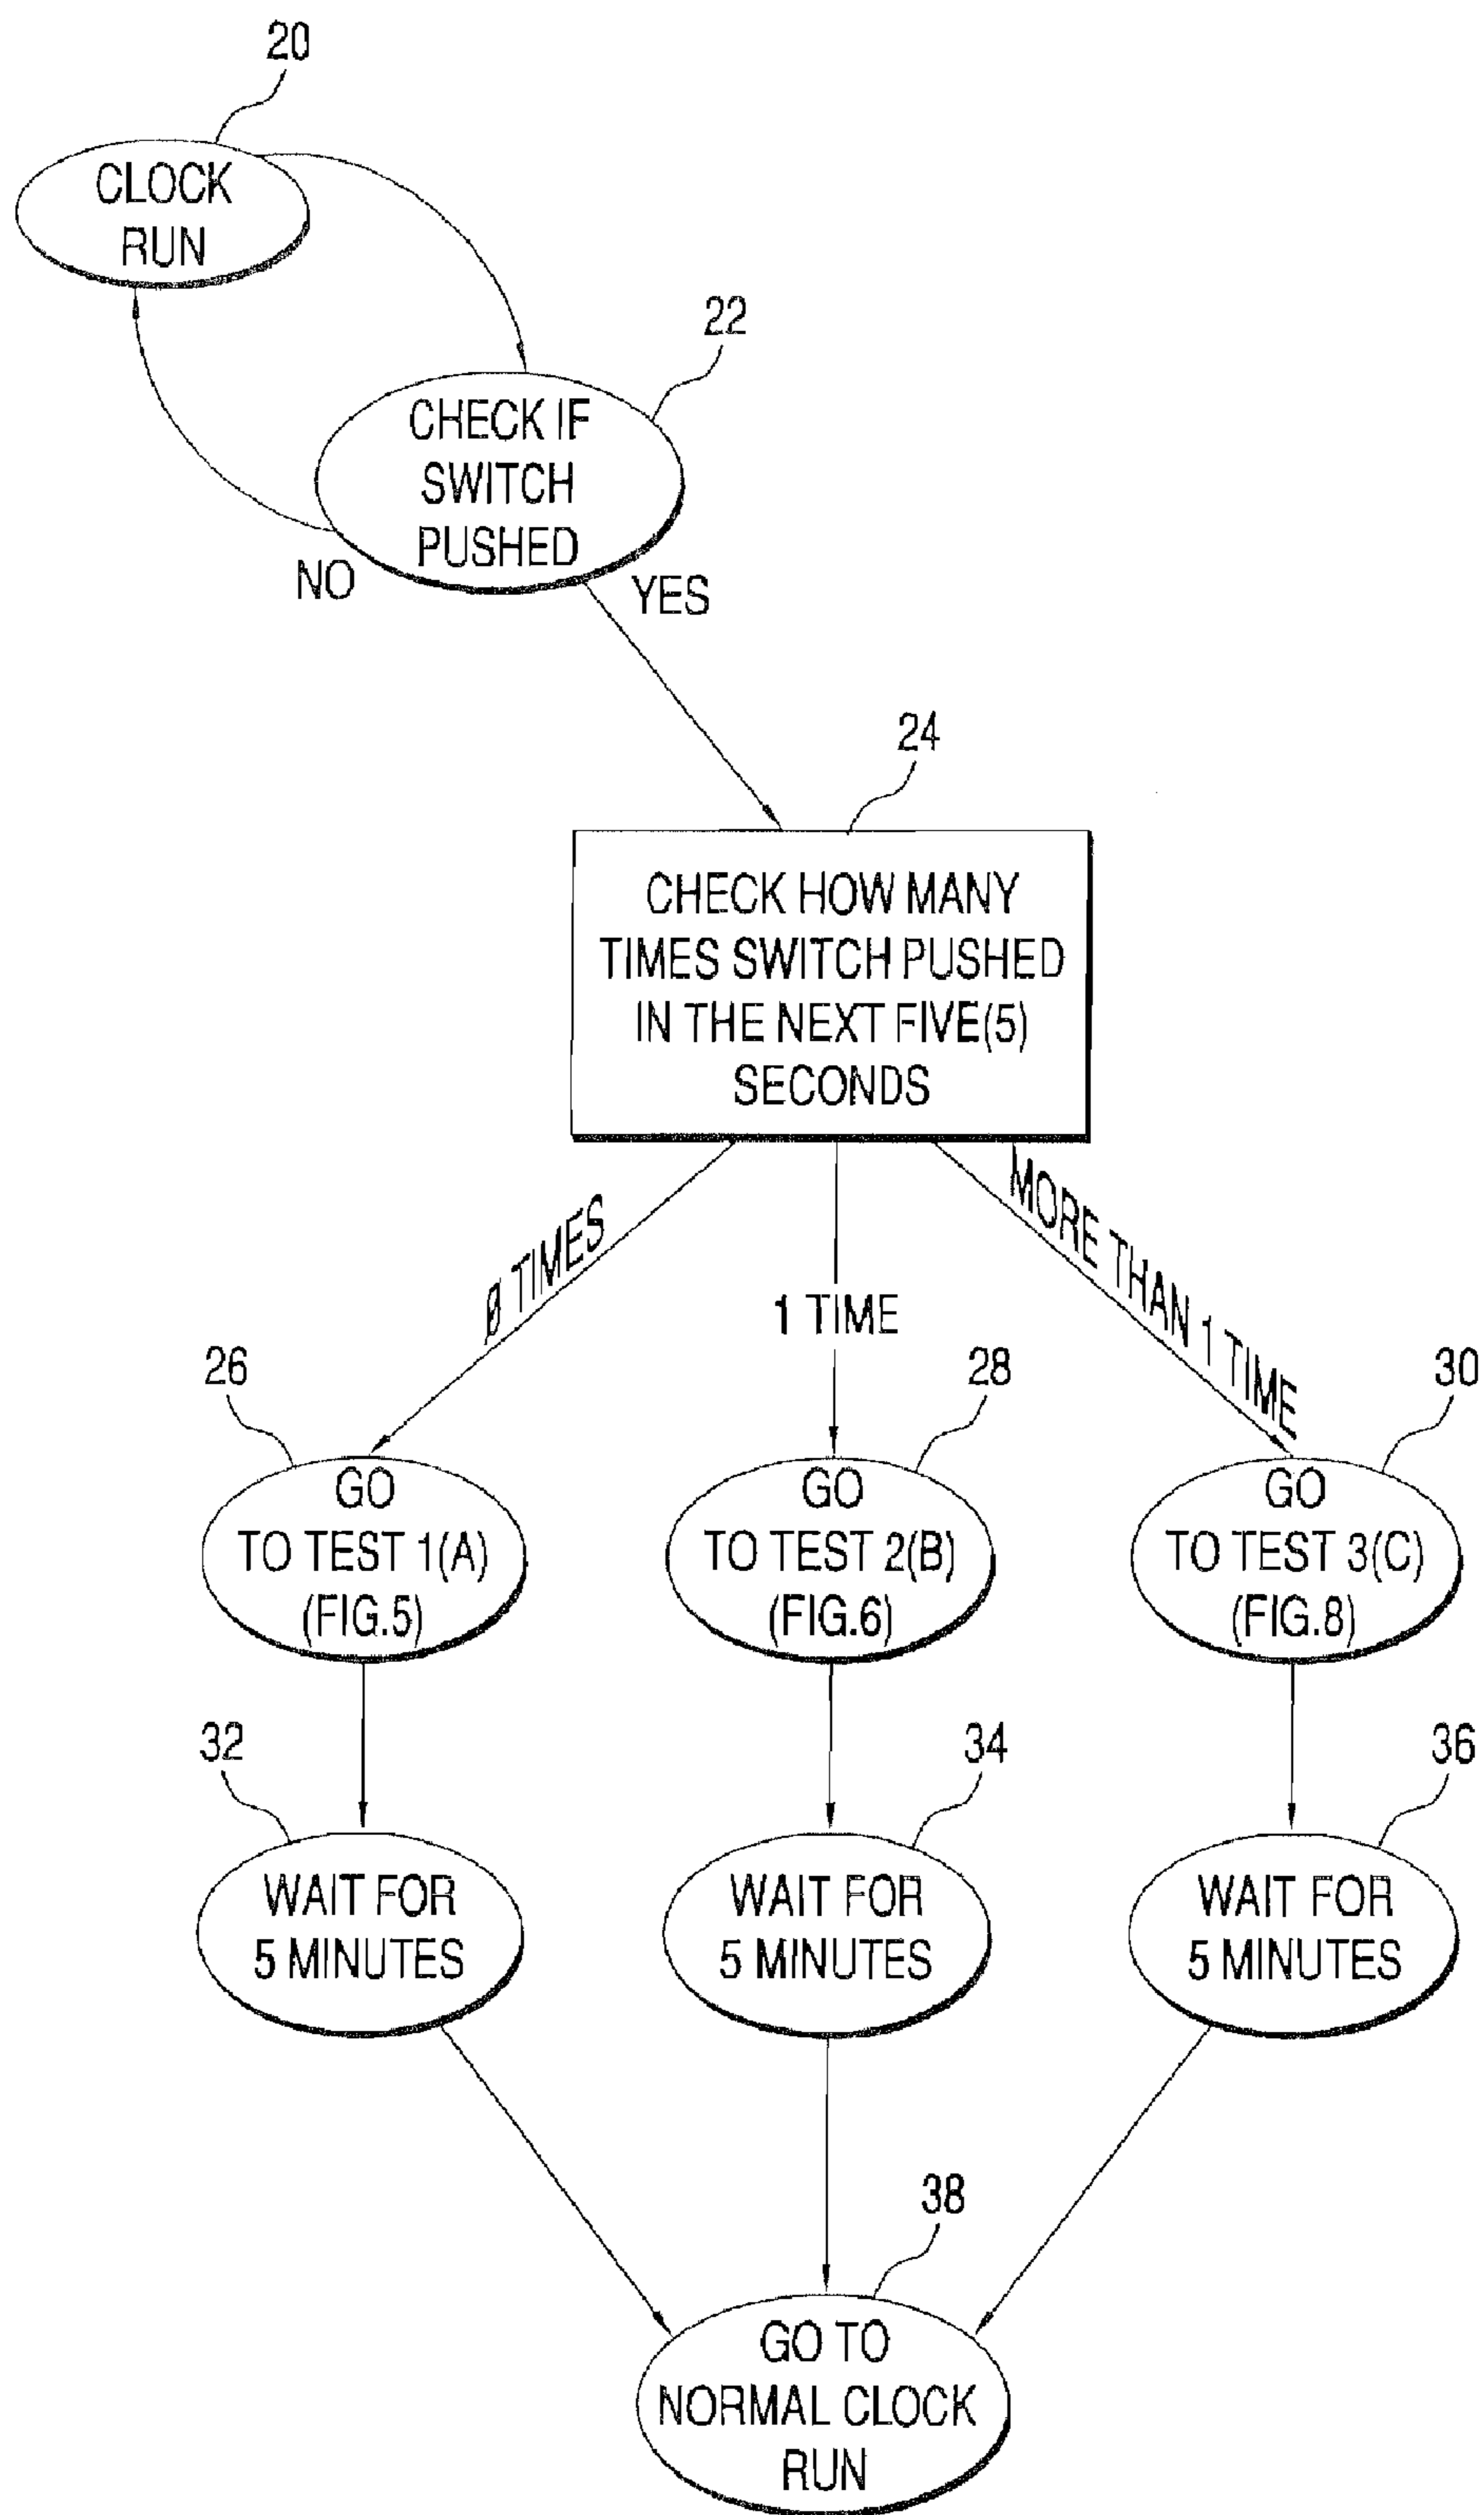 20
CLOCK
RUN
22
CHECK IF
SWITCH
PUSHED
NO
YES
24
CHECK HOW MANY
TIMES SWITCH PUSHED
IN THE NEXT FIVE(5)
SECONDS
0 TIMES
1 TIME
MORE THAN 1 TIME
26
GO
TO TEST 1(A)
(FIG.5)
28
GO
TO TEST 2(B)
(FIG.6)
30
GO
TO TEST 3(C)
(FIG.8)
32
WAIT FOR
5 MINUTES
34
WAIT FOR
5 MINUTES
36
WAIT FOR
5 MINUTES
38
GO TO
NORMAL CLOCK
RUN